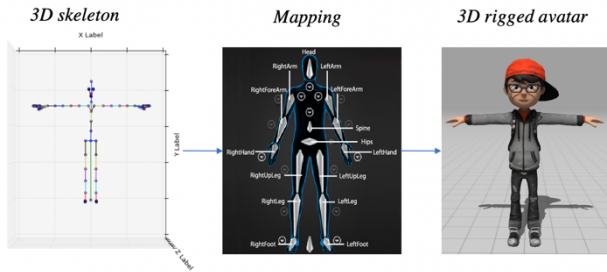 3D skeleton
Mapping
3D rigged avatar
X Label
Y Label
Z Label
Head
RightArm
LeftArm
RightForeArm
LeftForeArm
Spine
Hips
RightHand
LeftHand
RightUpLeg
LeftUpLeg
RightLeg
LeftLeg
RightFoot
LeftFoot